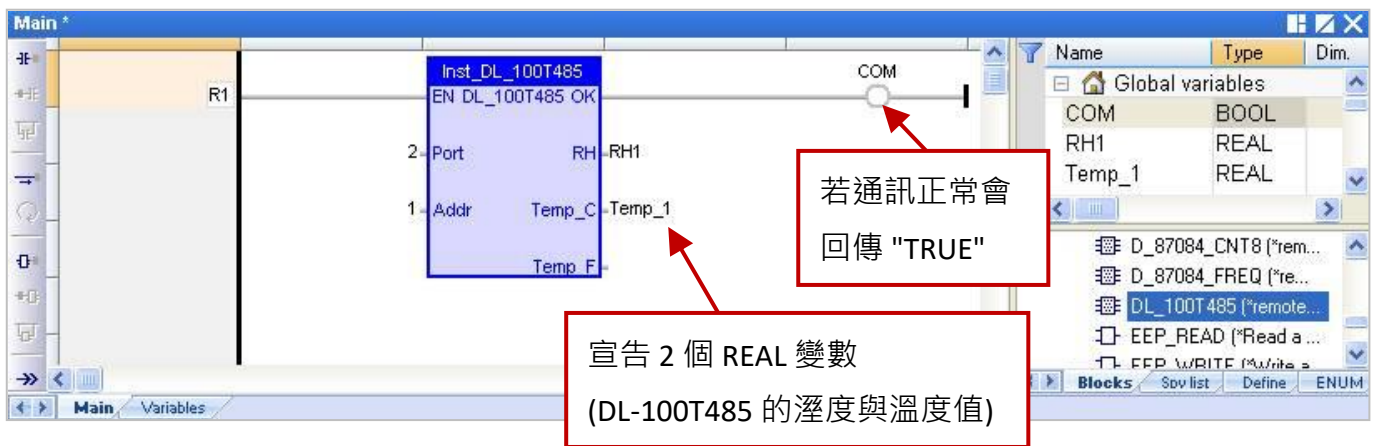 Main *
Name Type Dim.
Global variables
COM BOOL
RH1 REAL
Temp_1 REAL
R1
Inst_DL_100T485
EN DL_100T485 OK
COM
2 Port RH RH1
1 Addr Temp_C Temp_1
Temp_F
若通訊正常會
回傳 "TRUE"
宣告 2 個 REAL 變數
(DL-100T485 的溼度與溫度值)
D_87084_CNT8 (*rem...
D_87084_FREQ (*re...
DL_100T485 (*remote...
EEP_READ (*Read a ...
EEP_WRITE (*Write a
Blocks Spy list Define ENUM
Main Variables